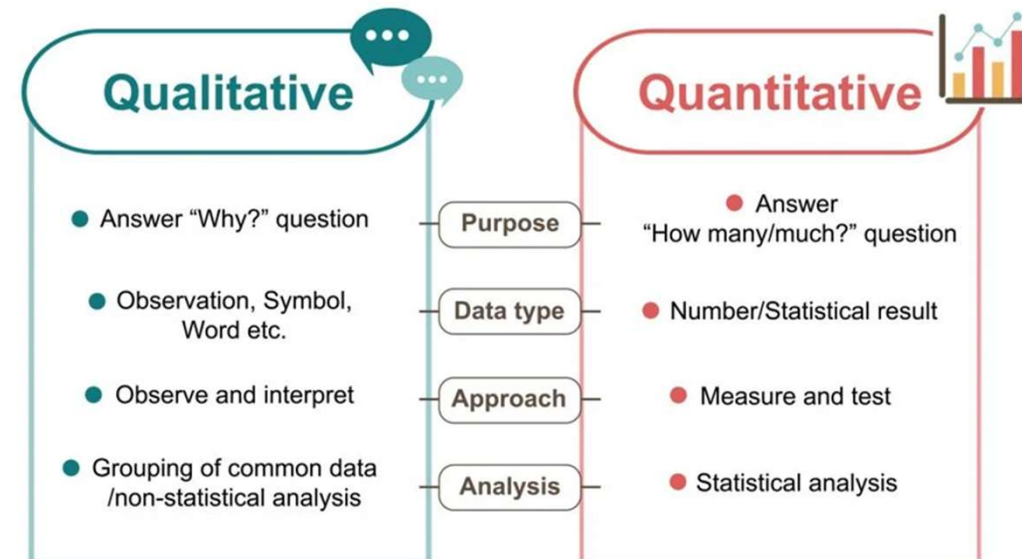 Qualitative
Quantitative
Answer “Why?” question
Purpose
Answer
“How many/much?” question
Observation, Symbol,
Word etc.
Data type
Number/Statistical result
Observe and interpret
Approach
Measure and test
Grouping of common data
/non-statistical analysis
Analysis
Statistical analysis